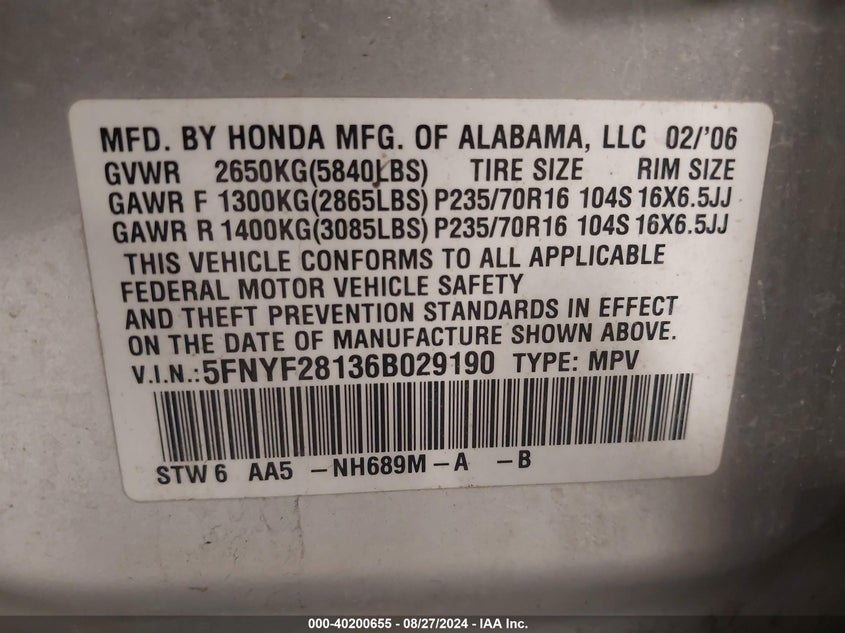 MFD. BY HONDA MFG. OF ALABAMA, LLC 02/'06
GVWR 2650KG(5840LBS) TIRE SIZE RIM SIZE
GAWR F 1300KG(2865LBS) P235/70R16 104S 16X6.5JJ
GAWR R 1400KG(3085LBS) P235/70R16 104S 16X6.5JJ
THIS VEHICLE CONFORMS TO ALL APPLICABLE
FEDERAL MOTOR VEHICLE SAFETY
AND THEFT PREVENTION STANDARDS IN EFFECT
ON THE DATE OF MANUFACTURE SHOWN ABOVE.
V.I.N.: 5FNYF28136B029190 TYPE: MPV
STW 6 AA5 -NH689M-A -B
000-40200655 - 08/27/2024 - IAA Inc.